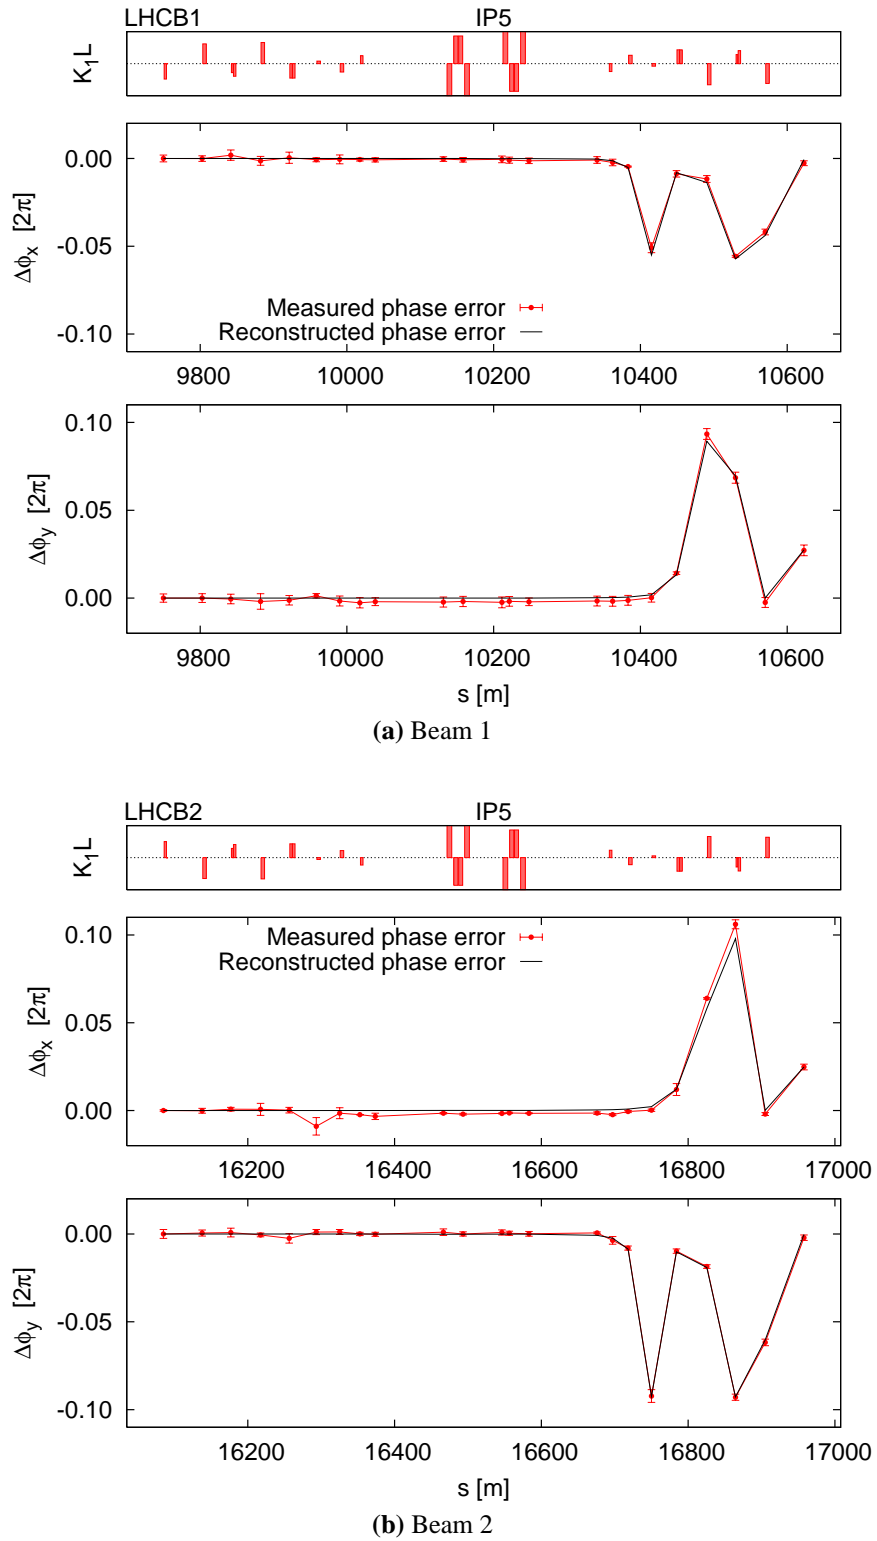 LHCB1 IP5
K₁L
0.00
-0.05
-0.10
Δϕₓ [2π]
Measured phase error
Reconstructed phase error
9800 10000 10200 10400 10600
0.10
0.05
0.00
Δϕᵧ [2π]
9800 10000 10200 10400 10600
s [m]
(a) Beam 1
LHCB2 IP5
K₁L
0.10
0.05
0.00
Δϕₓ [2π]
Measured phase error
Reconstructed phase error
16200 16400 16600 16800 17000
0.00
-0.05
-0.10
Δϕᵧ [2π]
16200 16400 16600 16800 17000
s [m]
(b) Beam 2